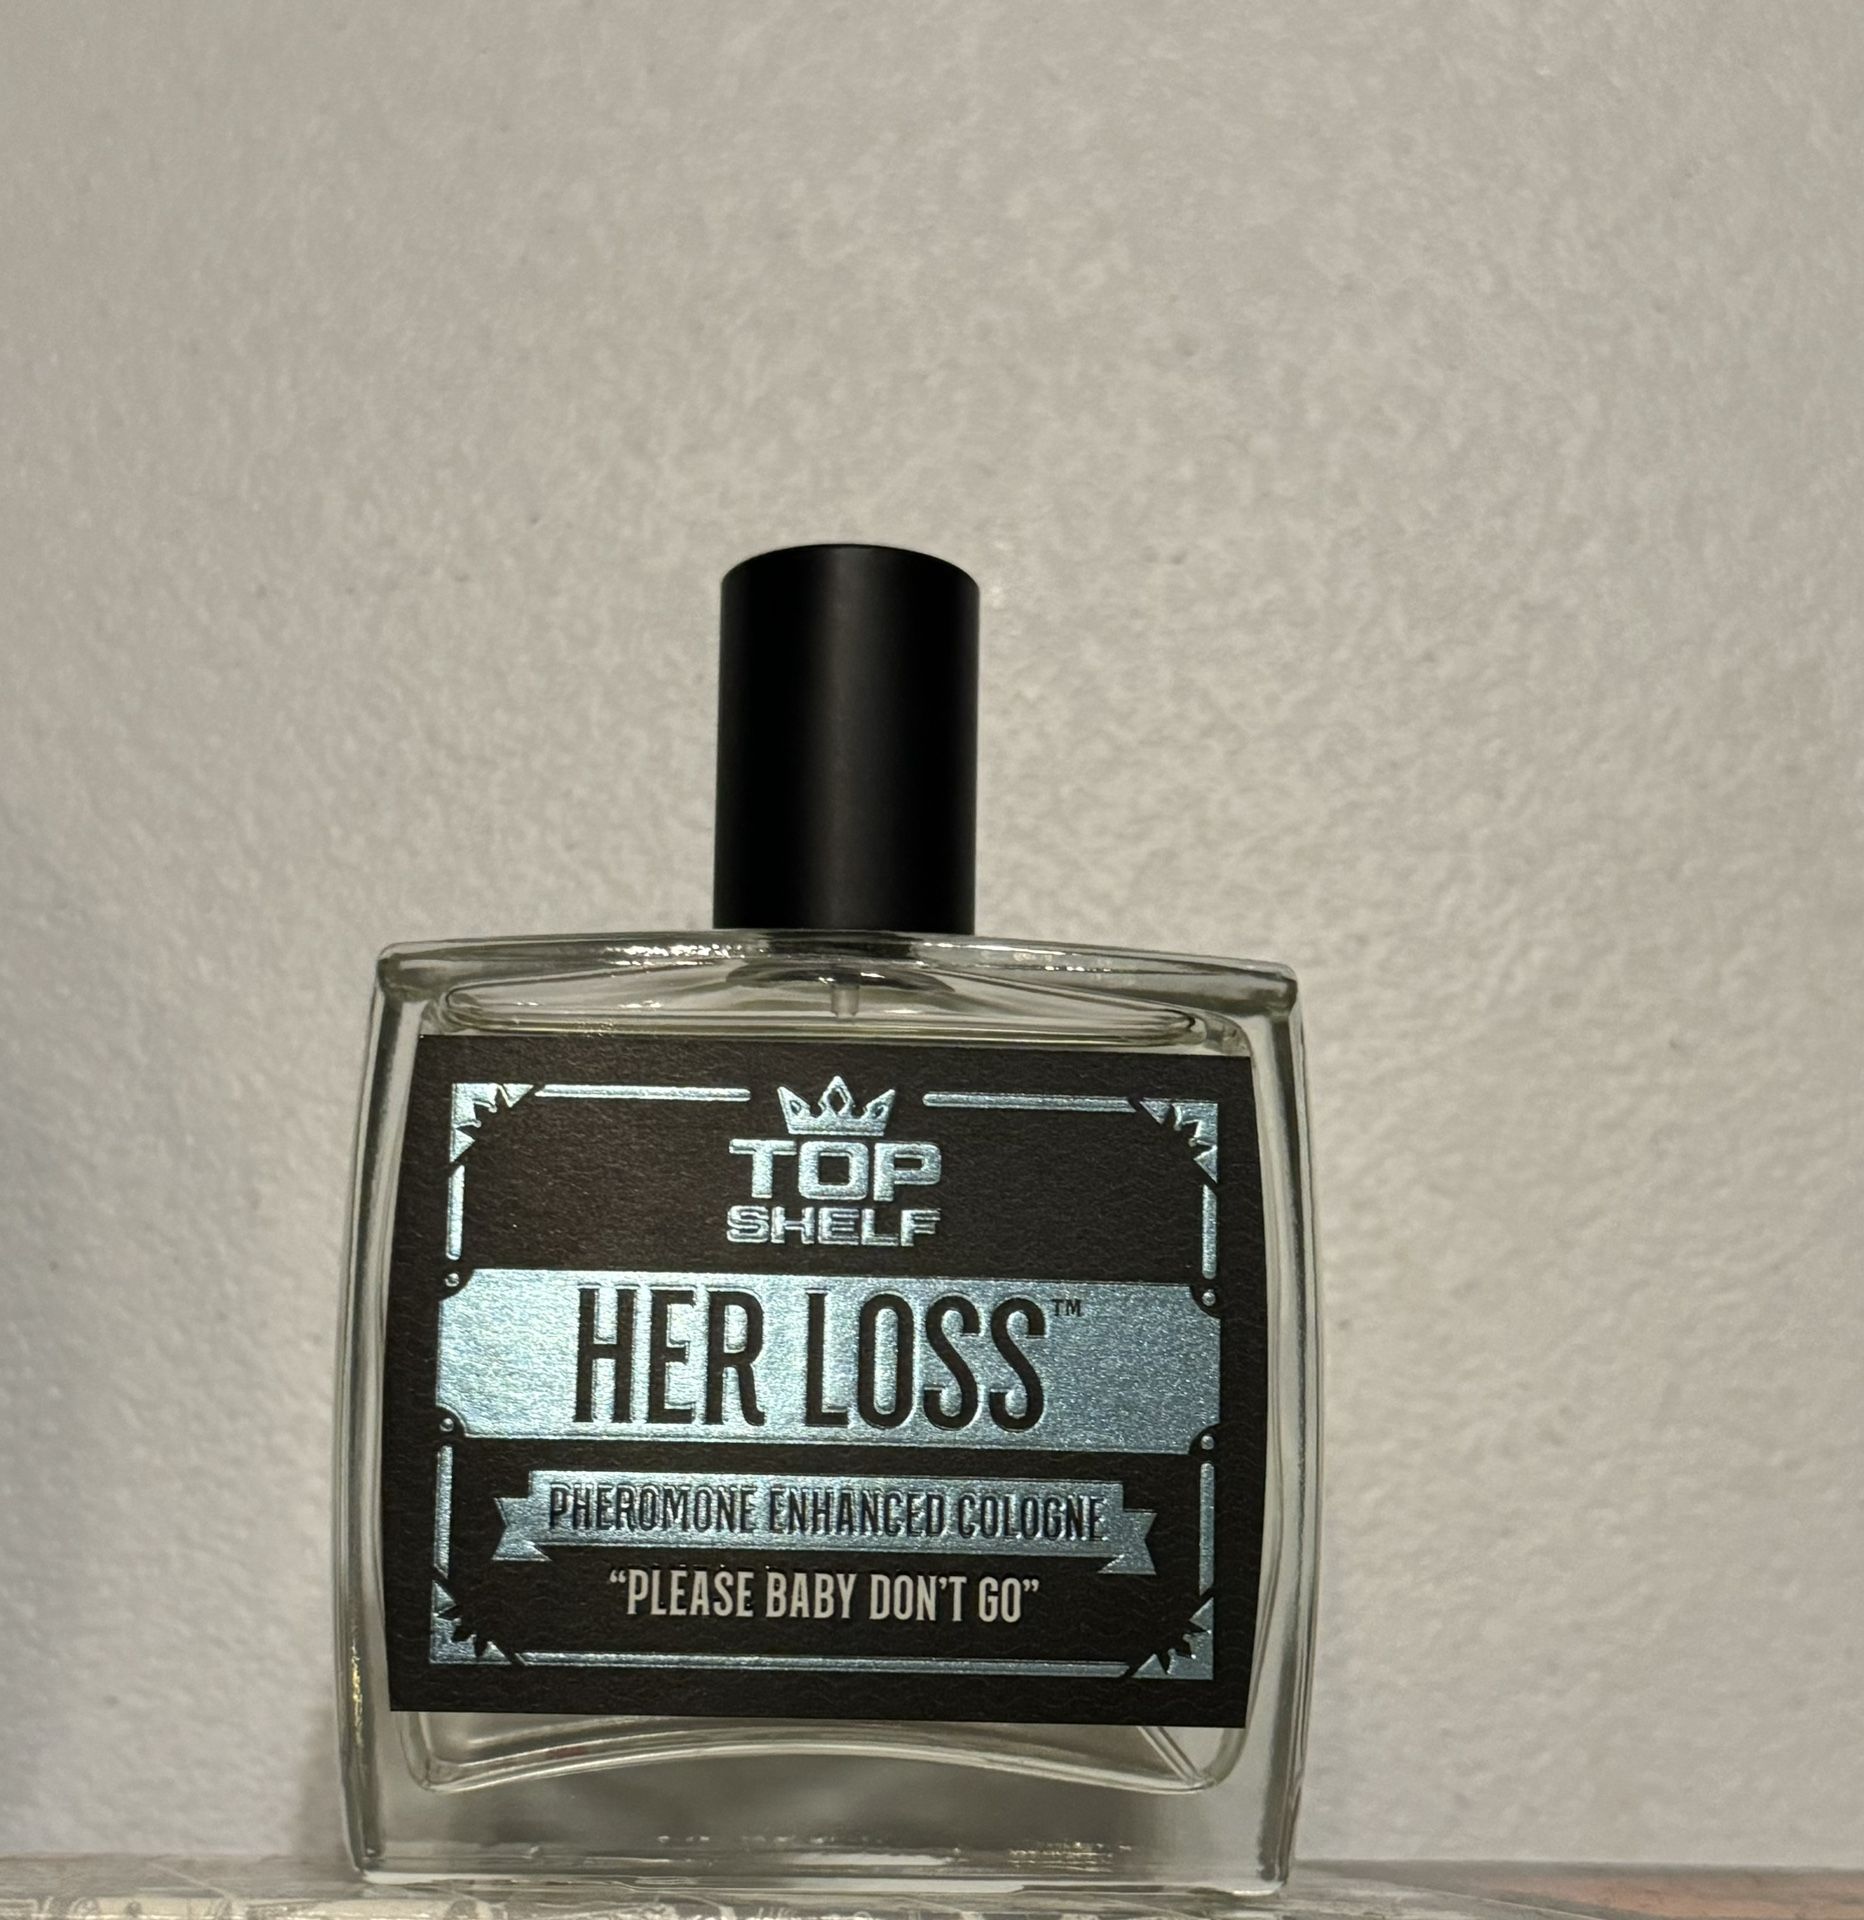 TOP
SHELF
HER LOSS™
PHEROMONE ENHANCED COLOGNE
“PLEASE BABY DON’T GO”